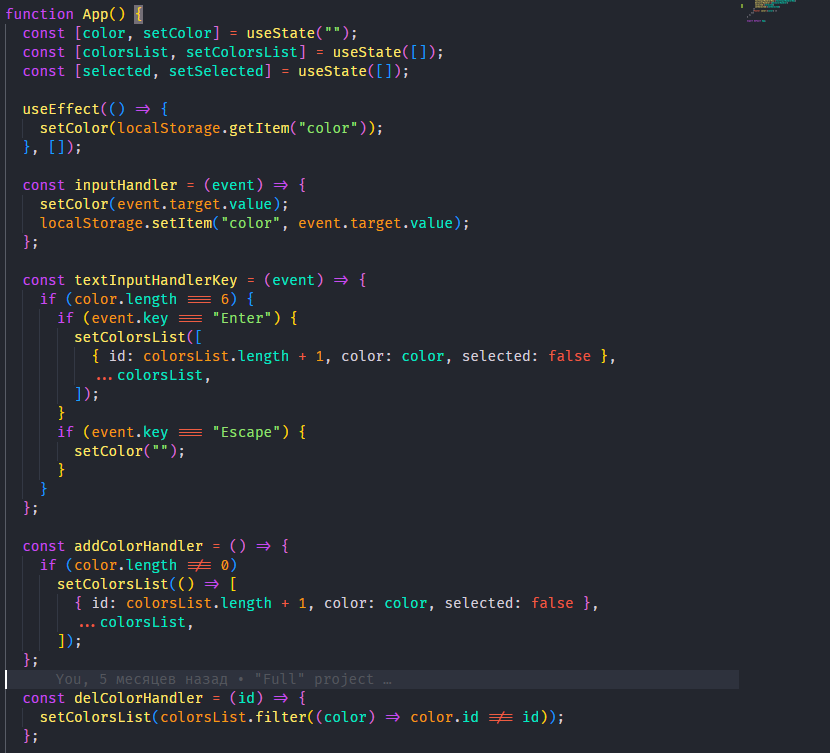 function App() {
  const [color, setColor] = useState("");
  const [colorsList, setColorsList] = useState([]);
  const [selected, setSelected] = useState([]);

  useEffect(() => {
    setColor(localStorage.getItem("color"));
  }, []);

  const inputHandler = (event) => {
    setColor(event.target.value);
    localStorage.setItem("color", event.target.value);
  };

  const textInputHandlerKey = (event) => {
    if (color.length === 6) {
      if (event.key === "Enter") {
        setColorsList([
          { id: colorsList.length + 1, color: color, selected: false },
          ...colorsList,
        ]);
      }
      if (event.key === "Escape") {
        setColor("");
      }
    }
  };

  const addColorHandler = () => {
    if (color.length !== 0)
      setColorsList(() => [
        { id: colorsList.length + 1, color: color, selected: false },
        ...colorsList,
      ]);
  };
      You, 5 месяцев назад • "Full" project …
  const delColorHandler = (id) => {
    setColorsList(colorsList.filter((color) => color.id !== id));
  };